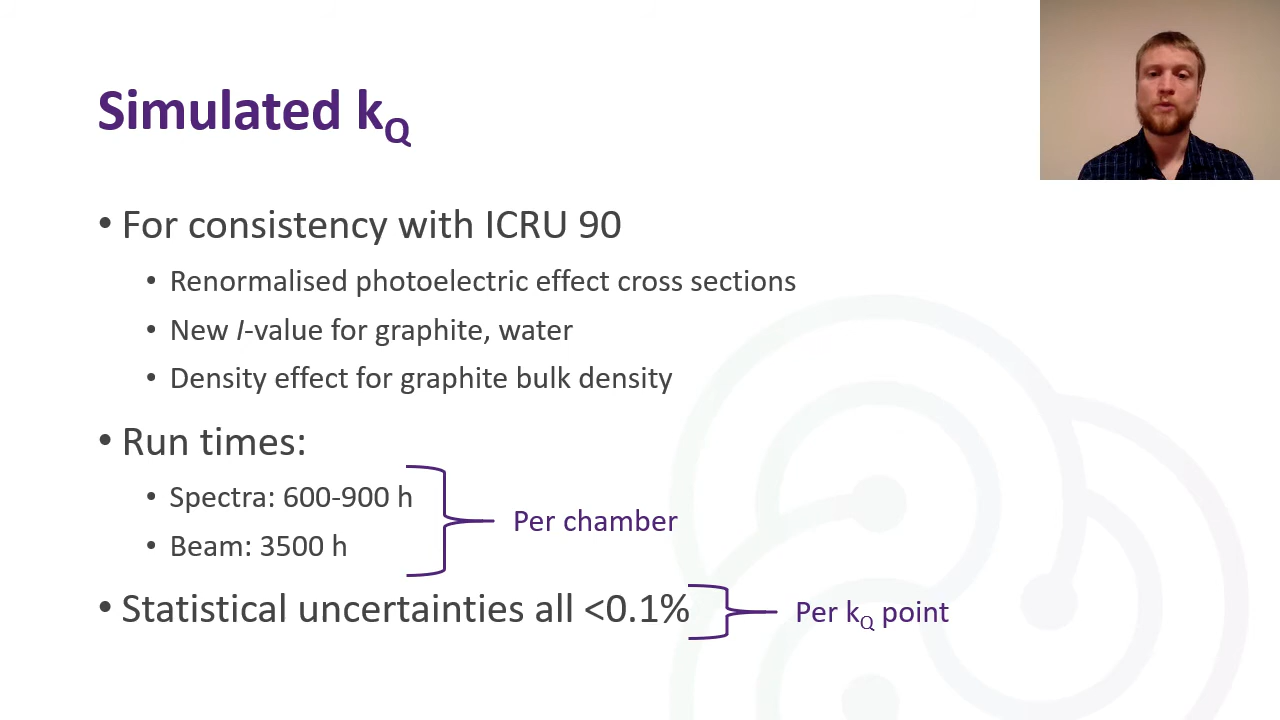 Simulated kQ
• For consistency with ICRU 90
• Renormalised photoelectric effect cross sections
• New I-value for graphite, water
• Density effect for graphite bulk density
• Run times:
• Spectra: 600-900 h
• Beam: 3500 h
Per chamber
• Statistical uncertainties all <0.1%
Per kQ point